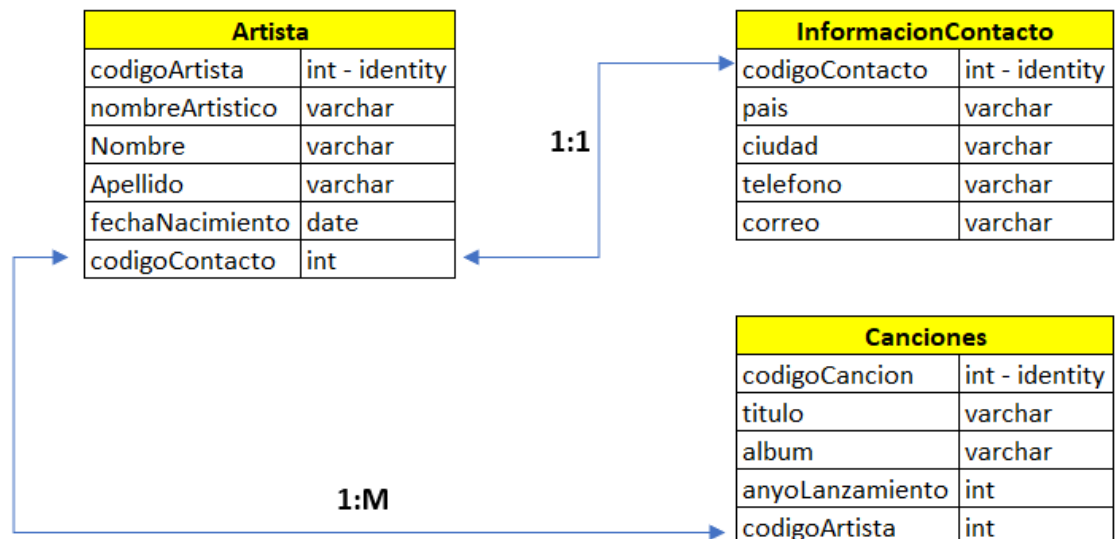 Artista
codigoArtista int - identity
nombreArtistico varchar
Nombre varchar
Apellido varchar
fechaNacimiento date
codigoContacto int
1:1
InformacionContacto
codigoContacto int - identity
pais varchar
ciudad varchar
telefono varchar
correo varchar
1:M
Canciones
codigoCancion int - identity
titulo varchar
album varchar
anyoLanzamiento int
codigoArtista int